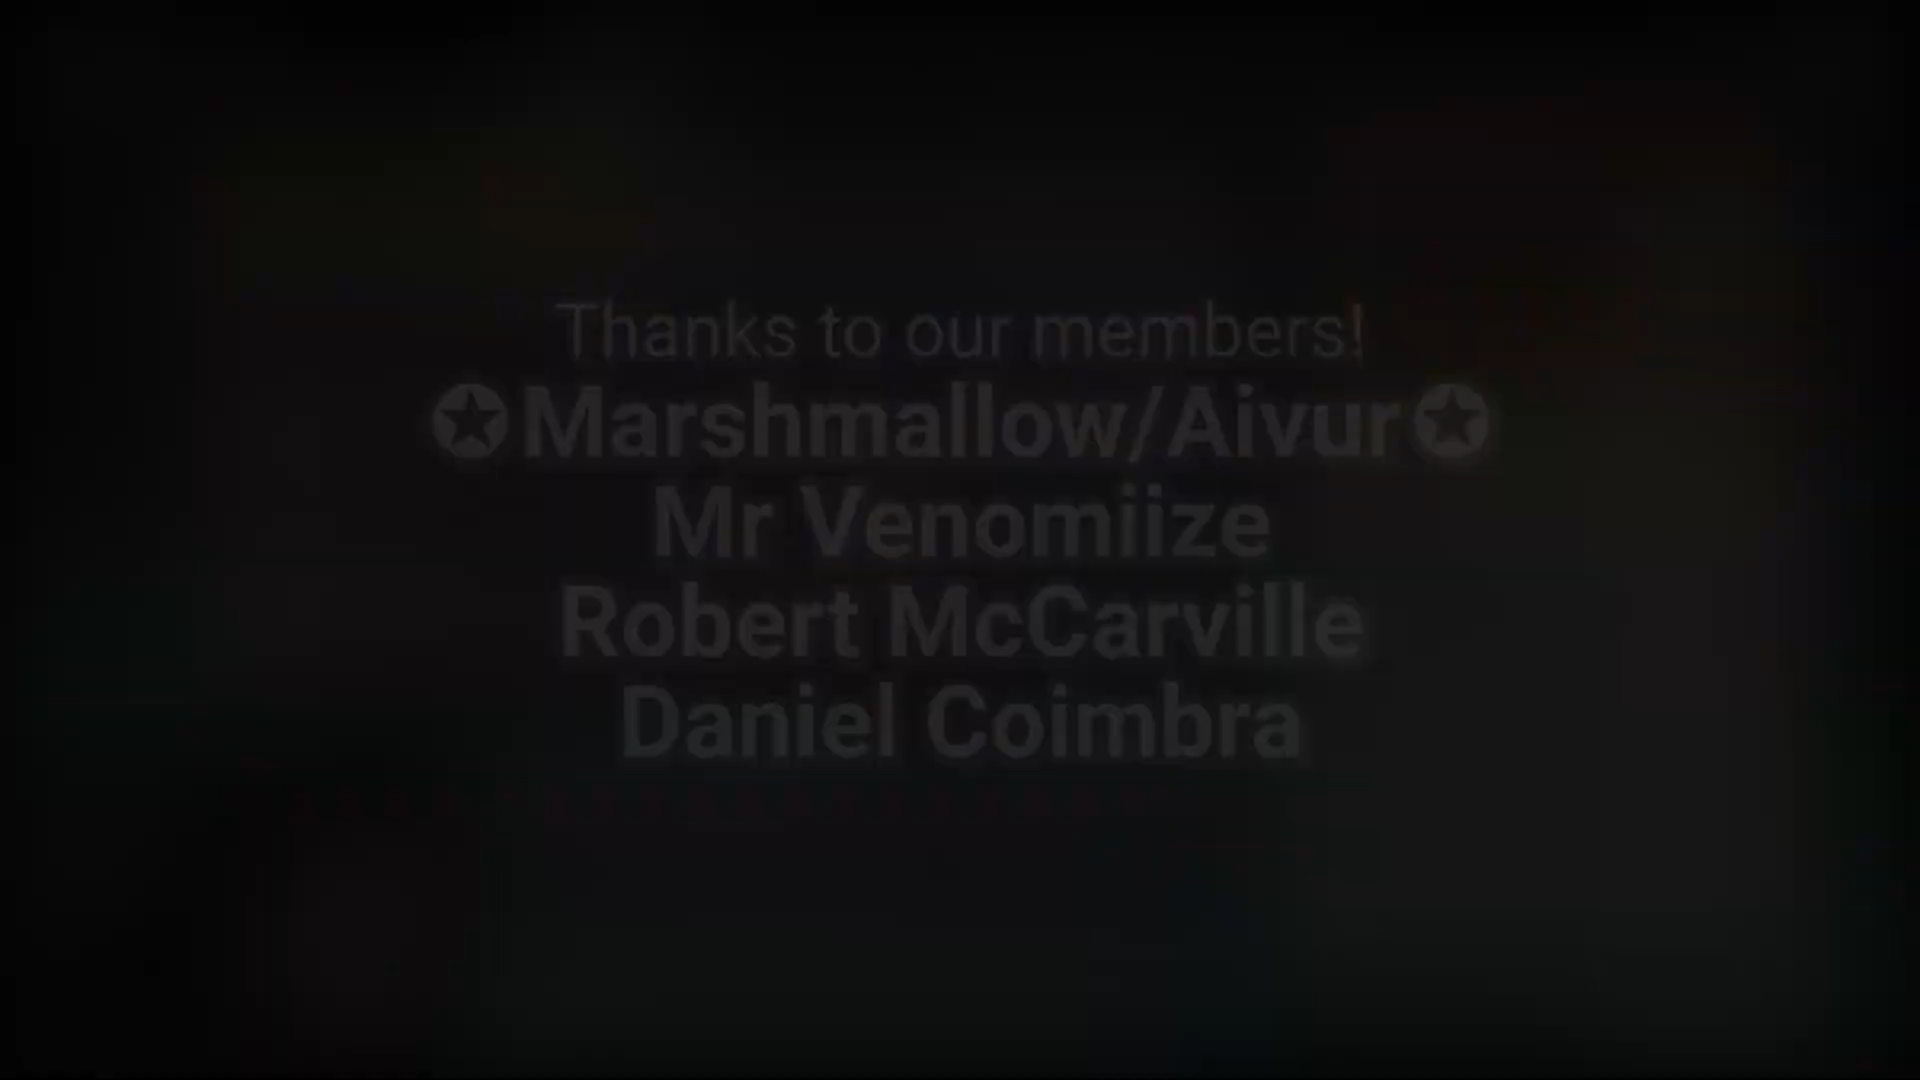 Thanks to our members!
✪Marshmallow/Aivur✪
Mr Venomiize
Robert McCarville
Daniel Coimbra